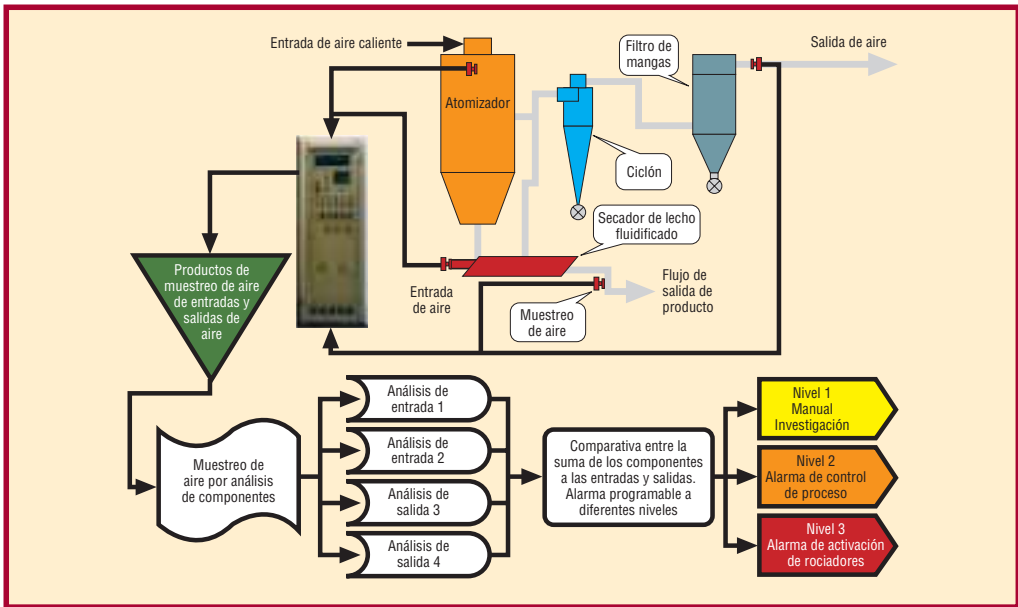 Entrada de aire caliente
Filtro de
mangas
Salida de aire
Atomizador
Ciclón
Secador de lecho
fluidificado
Entrada
de aire
Muestreo
de aire
Flujo de
salida de
producto
Productos de
muestreo de aire
de entradas y
salidas de
aire
Muestreo de
aire por análisis
de componentes
Análisis de
entrada 1
Análisis de
entrada 2
Análisis de
salida 3
Análisis de
salida 4
Comparativa entre la
suma de los componentes
a las entradas y salidas.
Alarma programable a
diferentes niveles
Nivel 1
Manual
Investigación
Nivel 2
Alarma de control
de proceso
Nivel 3
Alarma de activación
de rociadores